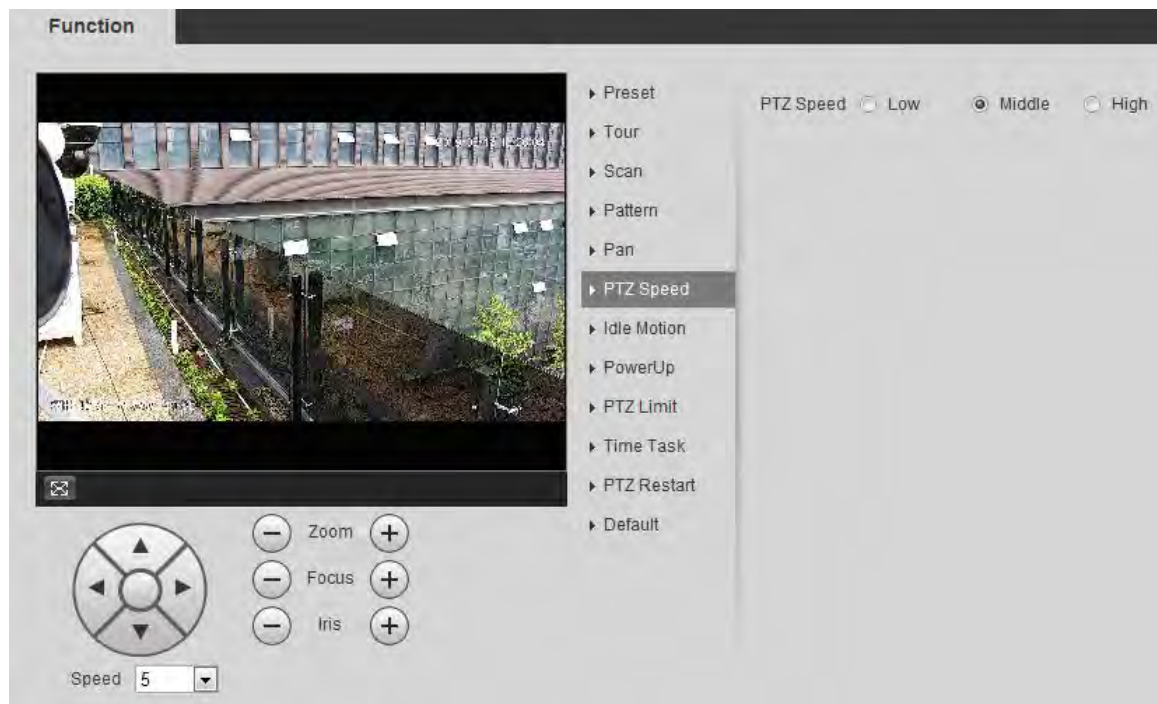 Function
Preset
Tour
Scan
Pattern
Pan
PTZ Speed
Idle Motion
PowerUp
PTZ Limit
Time Task
PTZ Restart
Default
PTZ Speed Low Middle High
Zoom
Focus
Iris
Speed 5